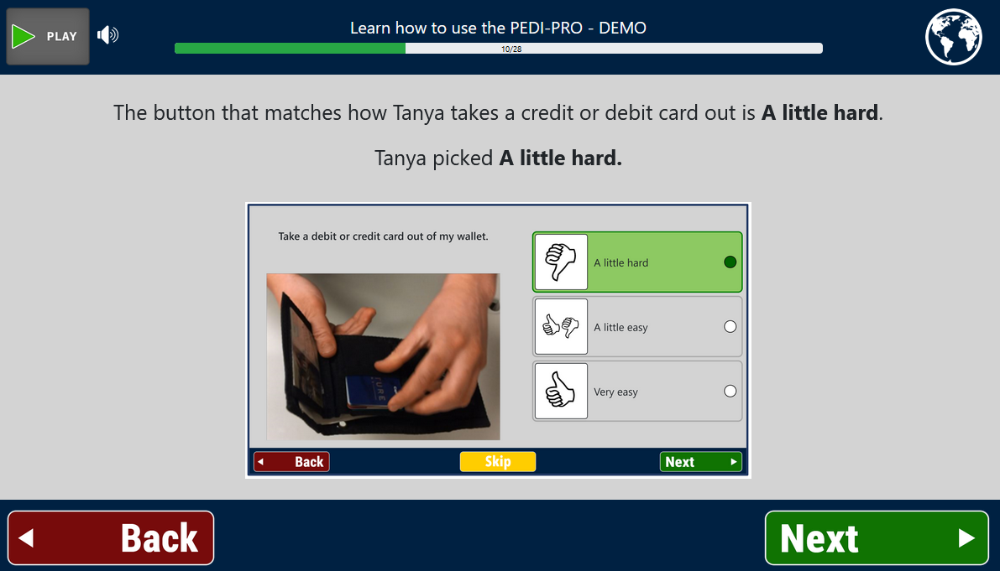 PLAY
Learn how to use the PEDI-PRO - DEMO
10/28
The button that matches how Tanya takes a credit or debit card out is A little hard.
Tanya picked A little hard.
Take a debit or credit card out of my wallet.
A little hard
A little easy
Very easy
Back
Skip
Next
Back
Next